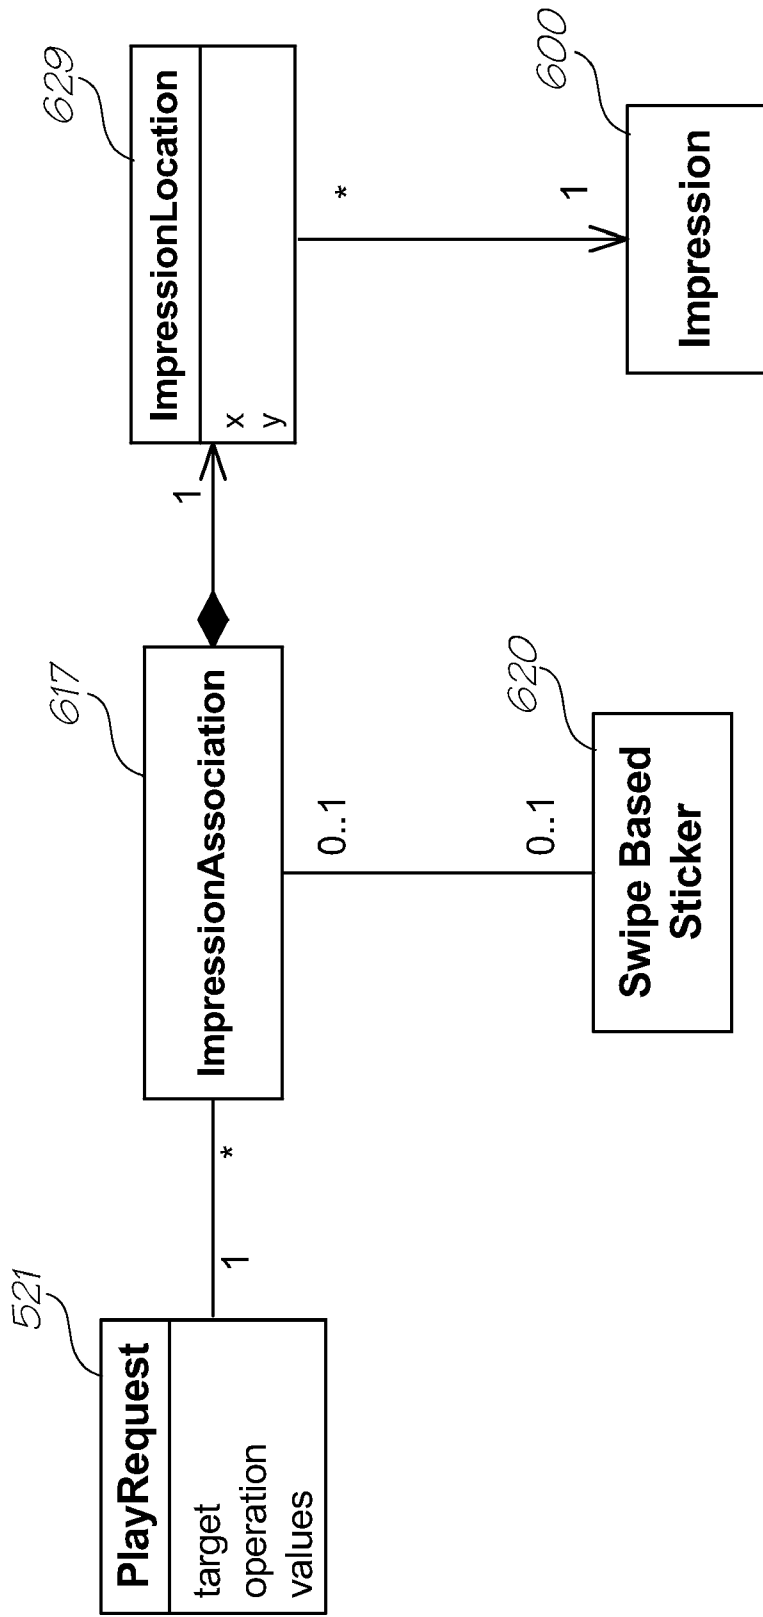 521
PlayRequest
target
operation
values
1
*
617
ImpressionAssociation
0..1
0..1
620
Swipe Based
Sticker
1
629
ImpressionLocation
x
y
*
1
600
Impression